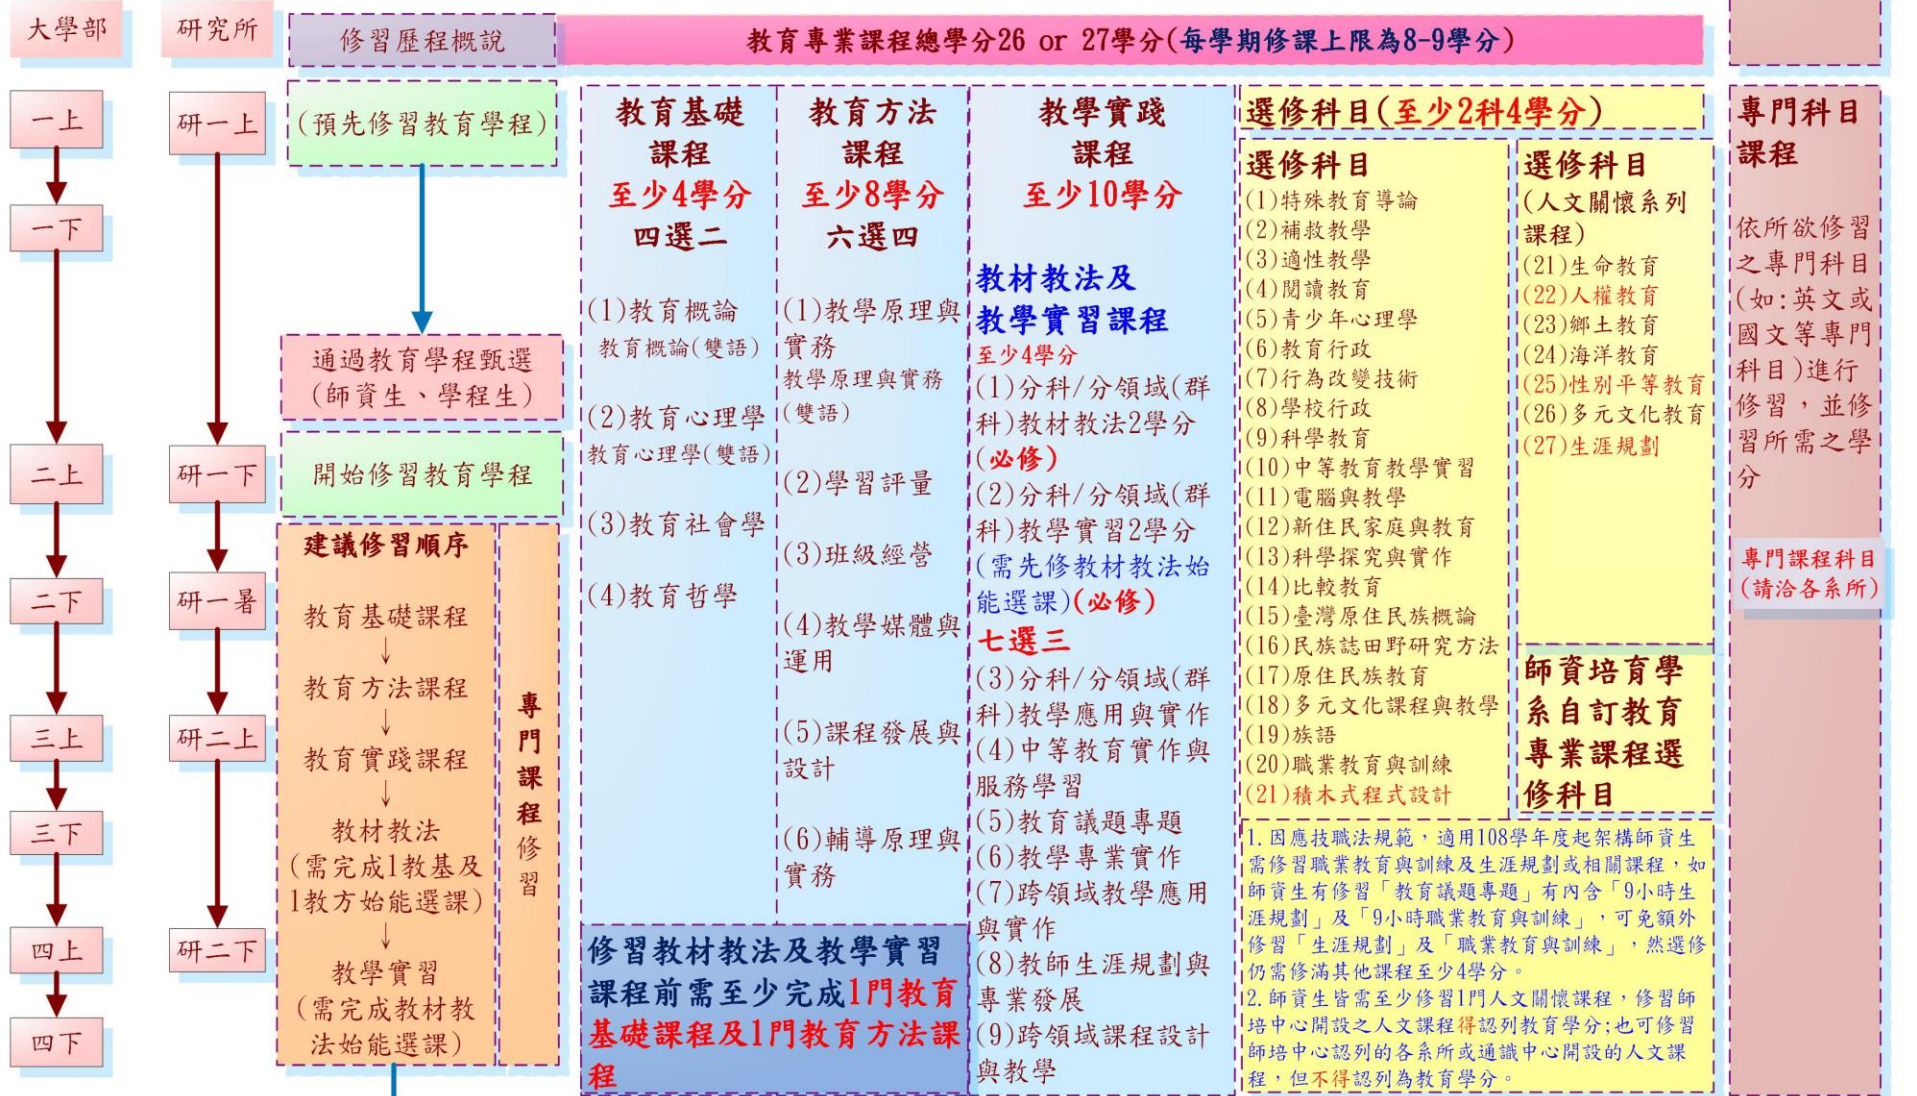 大學部
一上
一下
二上
二下
三上
三下
四上
四下
研究所
研一上
研一下
研一暑
研二上
研二下
修習歷程概說
(預先修習教育學程)
通過教育學程甄選
(師資生、學程生)
開始修習教育學程
建議修習順序
教育基礎課程
↓
教育方法課程
↓
教育實踐課程
↓
教材教法
(需完成1教基及
1教方始能選課)
↓
教學實習
(需完成教材教
法始能選課)
專
門
課
程
修
習
教育專業課程總學分26 or 27學分(每學期修課上限為8-9學分)
教育基礎
課程
至少4學分
四選二
(1)教育概論
教育概論(雙語)
(2)教育心理學
教育心理學(雙語)
(3)教育社會學
(4)教育哲學
教育方法
課程
至少8學分
六選四
(1)教學原理與
實務
教學原理與實務
(雙語)
(2)學習評量
(3)班級經營
(4)教學媒體與
運用
(5)課程發展與
設計
(6)輔導原理與
實務
修習教材教法及教學實習
課程前需至少完成1門教育
基礎課程及1門教育方法課
程
教學實踐
課程
至少10學分
教材教法及
教學實習課程
至少4學分
(1)分科/分領域(群
科)教材教法2學分
(必修)
(2)分科/分領域(群
科)教學實習2學分
(需先修教材教法始
能選課)(必修)
七選三
(3)分科/分領域(群
科)教學應用與實作
(4)中等教育實作與
服務學習
(5)教育議題專題
(6)教學專業實作
(7)跨領域教學應用
與實作
(8)教師生涯規劃與
專業發展
(9)跨領域課程設計
與教學
選修科目(至少2科4學分)
選修科目
(1)特殊教育導論
(2)補救教學
(3)適性教學
(4)閱讀教育
(5)青少年心理學
(6)教育行政
(7)行為改變技術
(8)學校行政
(9)科學教育
(10)中等教育教學實習
(11)電腦與教學
(12)新住民家庭與教育
(13)科學探究與實作
(14)比較教育
(15)臺灣原住民族概論
(16)民族誌田野研究方法
(17)原住民族教育
(18)多元文化課程與教學
(19)族語
(20)職業教育與訓練
(21)積木式程式設計
選修科目
(人文關懷系列
課程)
(21)生命教育
(22)人權教育
(23)鄉土教育
(24)海洋教育
(25)性別平等教育
(26)多元文化教育
(27)生涯規劃
師資培育學
系自訂教育
專業課程選
修科目
1.因應技職法規範，適用108學年度起架構師資生
需修習職業教育與訓練及生涯規劃或相關課程，如
師資生有修習「教育議題專題」有內含「9小時生
涯規劃」及「9小時職業教育與訓練」，可免額外
修習「生涯規劃」及「職業教育與訓練」，然選修
仍需修滿其他課程至少4學分。
2.師資生皆需至少修習1門人文關懷課程，修習師
培中心開設之人文課程得認列教育學分;也可修習
師培中心認列的各系所或通識中心開設的人文課
程，但不得認列為教育學分。
專門科目
課程
依所欲修習
之專門科目
(如:英文或
國文等專門
科目)進行
修習，並修
習所需之學
分
專門課程科目
(請洽各系所)